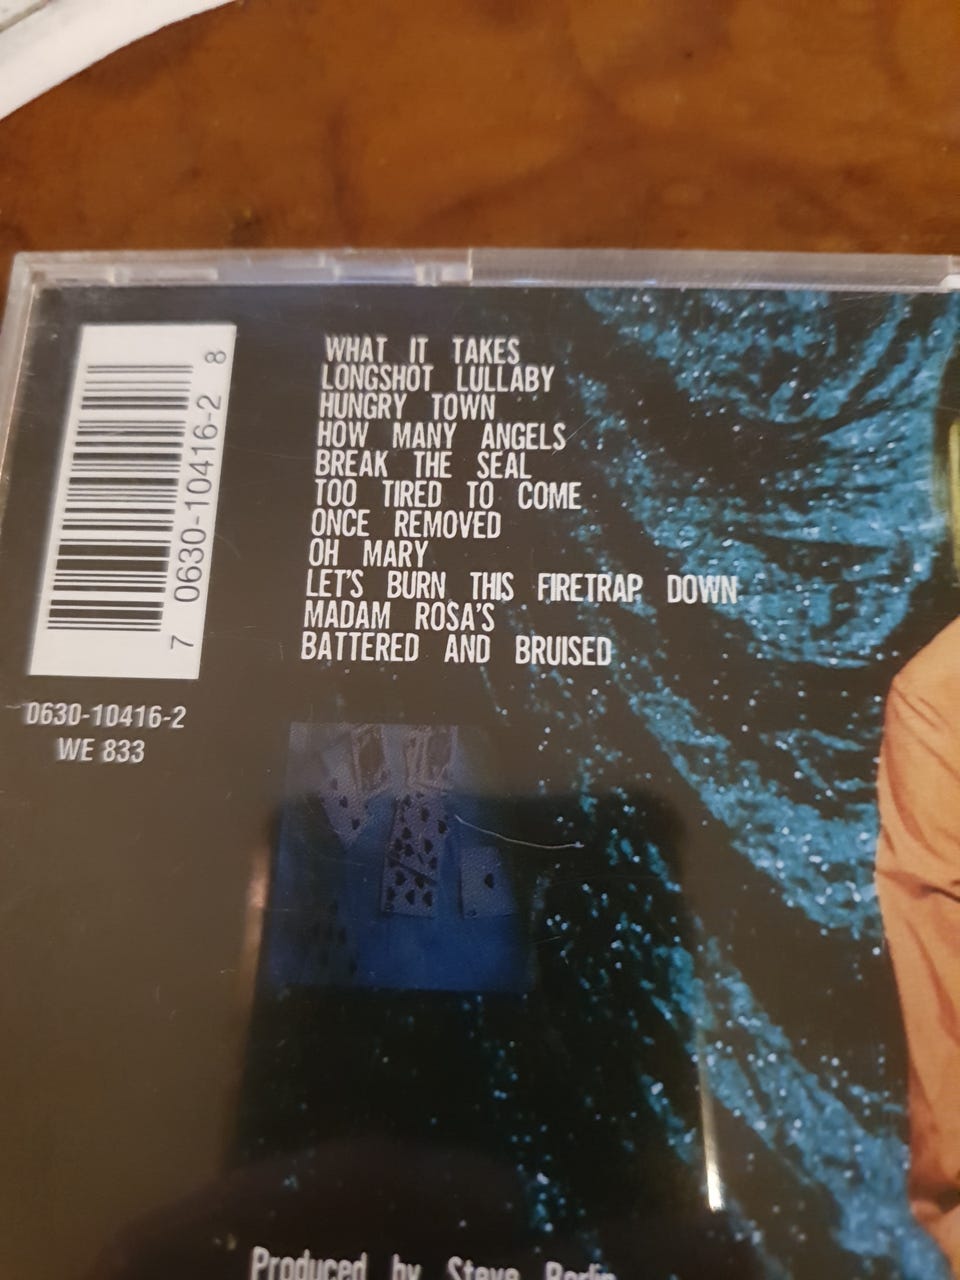 WHAT IT TAKES
LONGSHOT LULLABY
HUNGRY TOWN
HOW MANY ANGELS
BREAK THE SEAL
TOO TIRED TO COME
ONCE REMOVED
OH MARY
LET'S BURN THIS FIRETRAP DOWN
MADAM ROSA'S
BATTERED AND BRUISED
7 0630-10416-2 8
0630-10416-2
WE 833
Produced by Steve Berlin